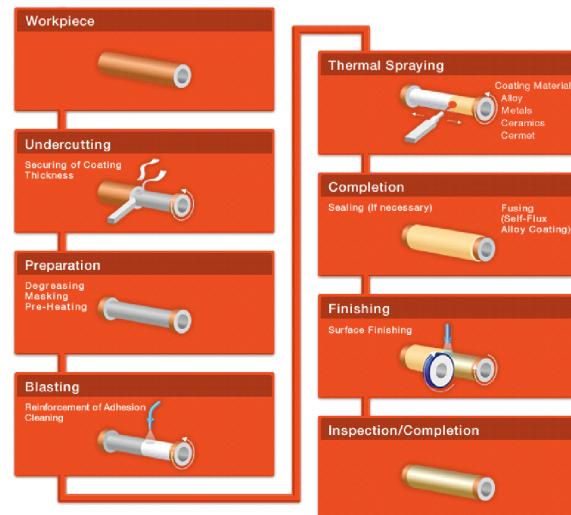 Workpiece
Undercutting
Securing of Coating
Thickness
Preparation
Degreasing
Masking
Pre-Heating
Blasting
Reinforcement of Adhesion
Cleaning
Thermal Spraying
Coating Material
Alloy
Metals
Ceramics
Cermet
Completion
Sealing (If necessary)
Fusing
(Self-Flux
Alloy Coating)
Finishing
Surface Finishing
Inspection/Completion